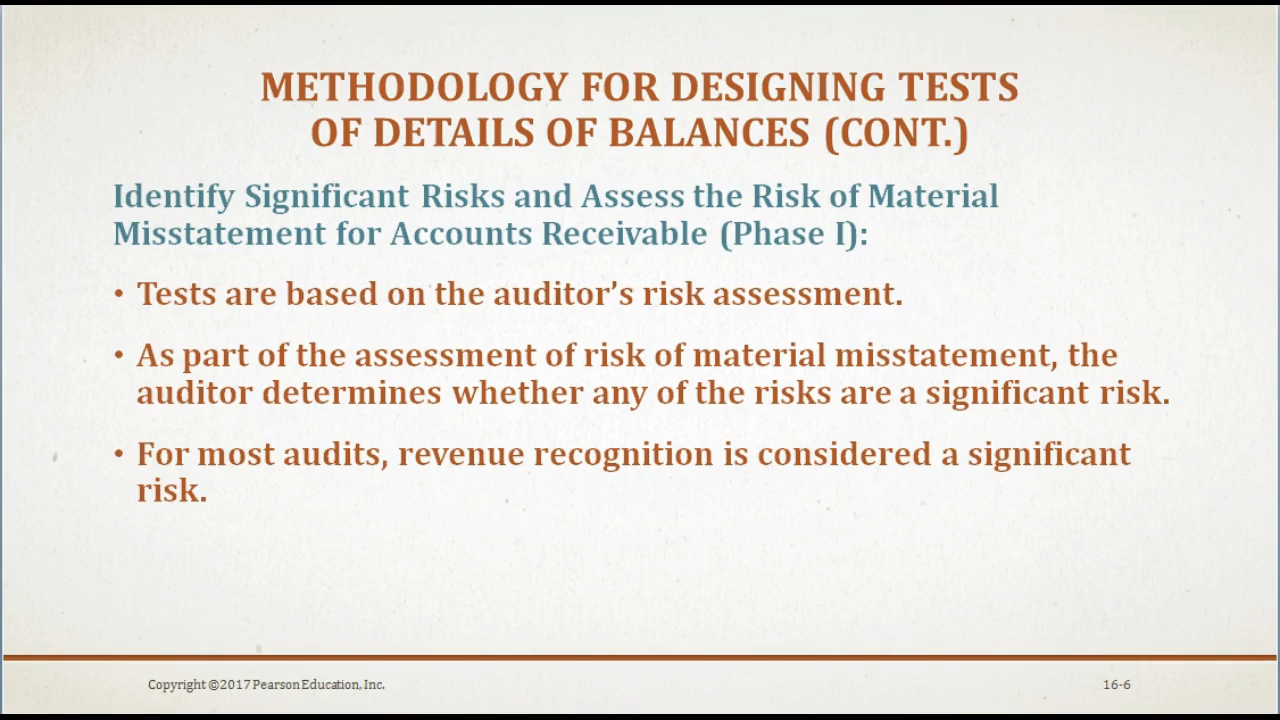 METHODOLOGY FOR DESIGNING TESTS
OF DETAILS OF BALANCES (CONT.)
Identify Significant Risks and Assess the Risk of Material
Misstatement for Accounts Receivable (Phase I):
• Tests are based on the auditor’s risk assessment.
• As part of the assessment of risk of material misstatement, the
auditor determines whether any of the risks are a significant risk.
• For most audits, revenue recognition is considered a significant
risk.
Copyright ©2017 Pearson Education, Inc.
16-6